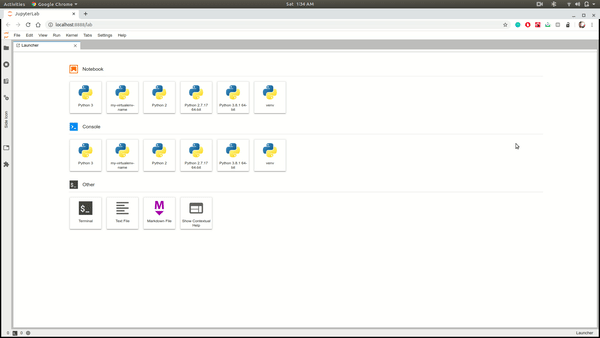 Activities Google Chrome Sat 1:34 AM
JupyterLab
localhost:8888/lab
File Edit View Run Kernel Tabs Settings Help
Launcher
Notebook
Python 3 my-virtualenv-name Python 2 Python 2.7.17 64-bit Python 3.8.1 64-bit venv
Console
Python 3 my-virtualenv-name Python 2 Python 2.7.17 64-bit Python 3.8.1 64-bit venv
Other
$_ M
Terminal Text File Markdown File Show Contextual Help
Launcher